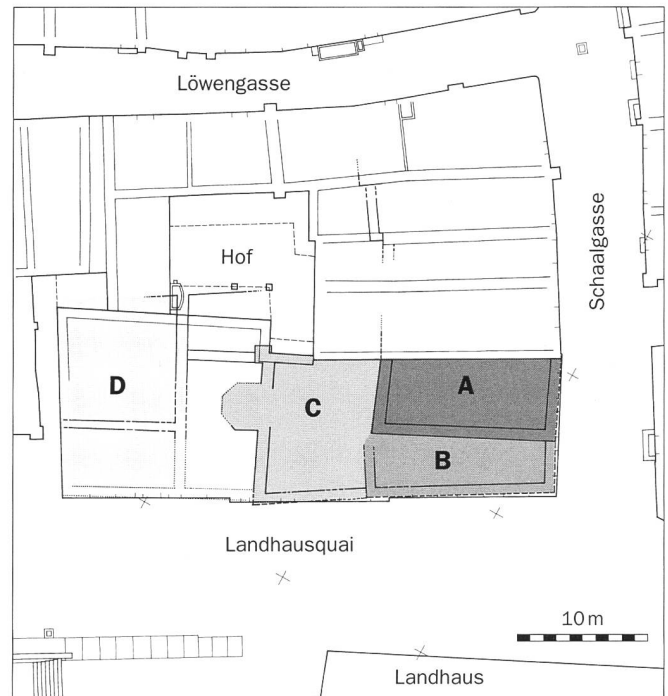 Löwengasse
Schaalgasse
Hof
D
C
A
B
Landhausquai
10 m
Landhaus